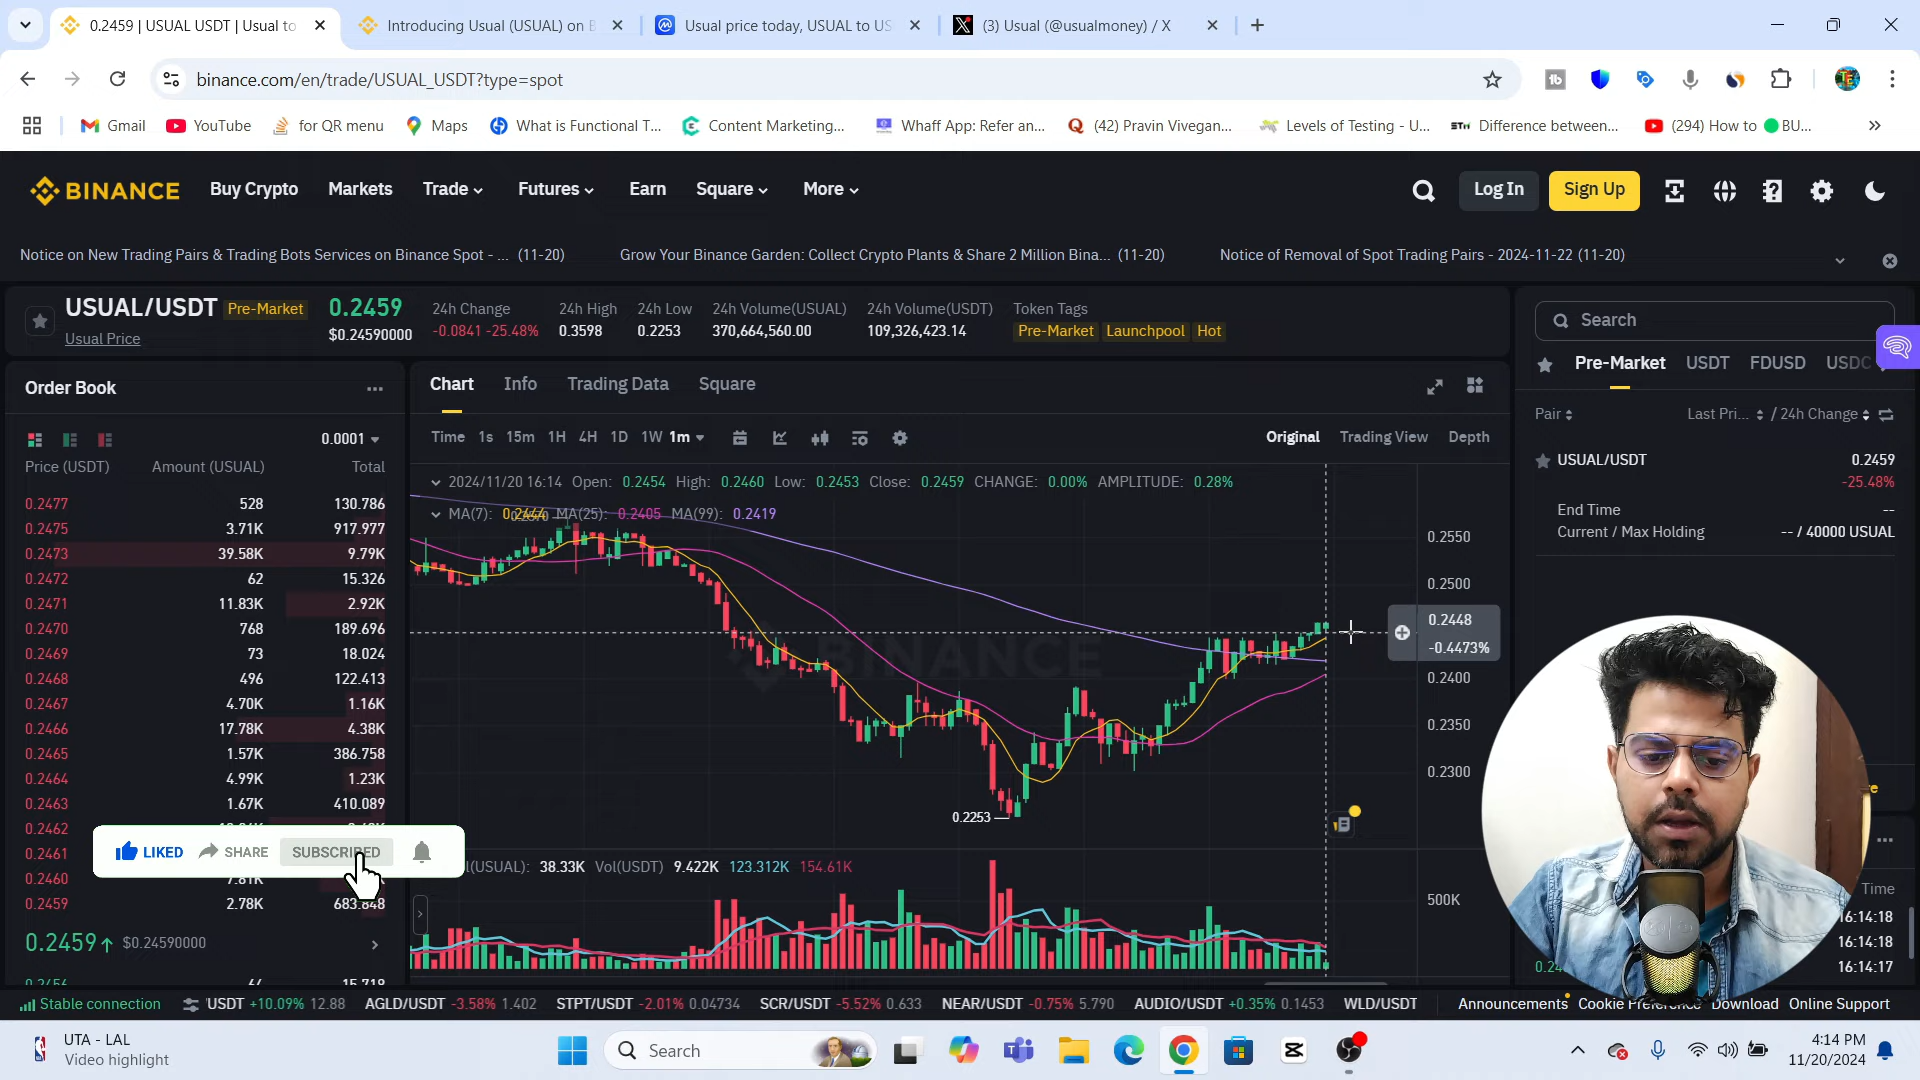 0.2459 | USUAL USDT | Usual to
Introducing Usual (USUAL) on B
Usual price today, USUAL to US
(3) Usual (@usualmoney) / X
binance.com/en/trade/USUAL_USDT?type=spot
Gmail
YouTube
for QR menu
Maps
What is Functional T...
Content Marketing...
Whaff App: Refer an...
(42) Pravin Vivegan...
Levels of Testing - U...
Difference between...
(294) How to BU...
BINANCE
Buy Crypto
Markets
Trade
Futures
Earn
Square
More
Log In
Sign Up
Notice on New Trading Pairs & Trading Bots Services on Binance Spot - ... (11-20)
Grow Your Binance Garden: Collect Crypto Plants & Share 2 Million Bina... (11-20)
Notice of Removal of Spot Trading Pairs - 2024-11-22 (11-20)
USUAL/USDT Pre-Market
Usual Price
0.2459
$0.24590000
24h Change
-0.0841 -25.48%
24h High
0.3598
24h Low
0.2253
24h Volume(USUAL)
370,664,560.00
24h Volume(USDT)
109,326,423.14
Token Tags
Pre-Market Launchpool Hot
Order Book
0.0001
Price (USDT) Amount (USUAL) Total
0.2477 528 130.786
0.2475 3.71K 917.977
0.2473 39.58K 9.79K
0.2472 62 15.326
0.2471 11.83K 2.92K
0.2470 768 189.696
0.2469 73 18.024
0.2468 496 122.413
0.2467 4.70K 1.16K
0.2466 17.78K 4.38K
0.2465 1.57K 386.758
0.2464 4.99K 1.23K
0.2463 1.67K 410.089
0.2462
0.2461
0.2460
0.2459 2.78K 683.848
0.2459 $0.24590000
LIKED SHARE SUBSCRIBED
Chart Info Trading Data Square
Time 1s 15m 1H 4H 1D 1W 1m
Original Trading View Depth
2024/11/20 16:14 Open: 0.2454 High: 0.2460 Low: 0.2453 Close: 0.2459 CHANGE: 0.00% AMPLITUDE: 0.28%
MA(7): 0.2444 MA(25): 0.2405 MA(99): 0.2419
0.2550
0.2500
0.2448
-0.4473%
0.2400
0.2350
0.2300
BINANCE
0.2253
(USUAL): 38.33K Vol(USDT) 9.422K 123.312K 154.61K
500K
Search
Pre-Market USDT FDUSD USDC
Pair Last Pri... / 24h Change
USUAL/USDT 0.2459
-25.48%
End Time --
Current / Max Holding -- / 40000 USUAL
Time
16:14:18
16:14:18
16:14:17
Stable connection
USDT +10.09% 12.88
AGLD/USDT -3.58% 1.402
STPT/USDT -2.01% 0.04734
SCR/USDT -5.52% 0.633
NEAR/USDT -0.75% 5.790
AUDIO/USDT +0.35% 0.1453
WLD/USDT
Announcements
Cookie Preference
Download
Online Support
UTA - LAL
Video highlight
Search
4:14 PM
11/20/2024